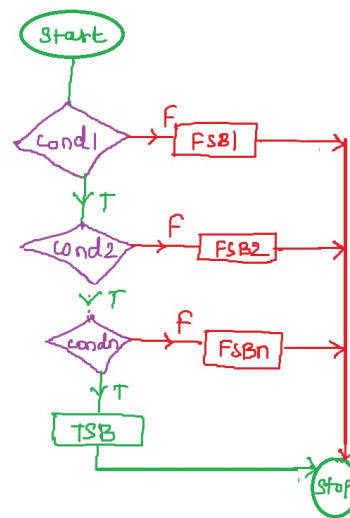 Start
cond1 F FSB1
T
cond2 F FSB2
T
condn F FSBn
T
TSB
Stop